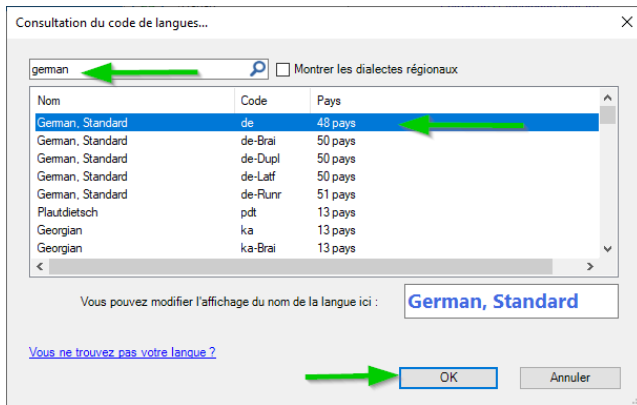 Consultation du code de langues...
german
Montrer les dialectes régionaux
Nom Code Pays
German, Standard de 48 pays
German, Standard de-Brai 50 pays
German, Standard de-Dupl 50 pays
German, Standard de-Latf 50 pays
German, Standard de-Runr 51 pays
Plautdietsch pdt 13 pays
Georgian ka 13 pays
Georgian ka-Brai 13 pays
Vous pouvez modifier l'affichage du nom de la langue ici : German, Standard
Vous ne trouvez pas votre langue ?
OK Annuler